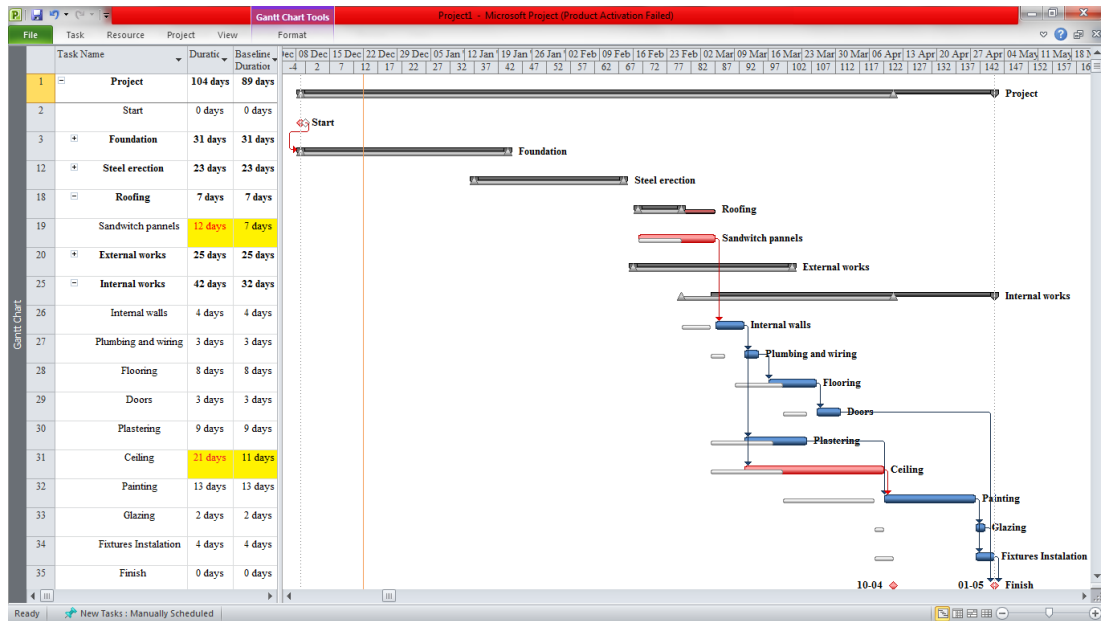 Gantt Chart Tools
Project1 - Microsoft Project (Product Activation Failed)
File Task Resource Project View Format
Task Name Duratic Baseline Duration
08 Dec 15 Dec 22 Dec 29 Dec 05 Jan 12 Jan 19 Jan 26 Jan 02 Feb 09 Feb 16 Feb 23 Feb 02 Mar 09 Mar 16 Mar 23 Mar 30 Mar 06 Apr 13 Apr 20 Apr 27 Apr 04 May 11 May
-4 2 7 12 17 22 27 32 37 42 47 52 57 62 67 72 77 82 87 92 97 102 107 112 117 122 127 132 137 142 147 152 157
1 Project 104 days 89 days Project
2 Start 0 days 0 days Start
3 Foundation 31 days 31 days Foundation
12 Steel erection 23 days 23 days Steel erection
18 Roofing 7 days 7 days Roofing
19 Sandwitch pannels 12 days 7 days Sandwitch pannels
20 External works 25 days 25 days External works
25 Internal works 42 days 32 days Internal works
26 Internal walls 4 days 4 days Internal walls
27 Plumbing and wiring 3 days 3 days Plumbing and wiring
28 Flooring 8 days 8 days Flooring
29 Doors 3 days 3 days Doors
30 Plastering 9 days 9 days Plastering
31 Ceiling 21 days 11 days Ceiling
32 Painting 13 days 13 days Painting
33 Glazing 2 days 2 days Glazing
34 Fixtures Instalation 4 days 4 days Fixtures Instalation
35 Finish 0 days 0 days 10-04 01-05 Finish
Gantt Chart
Ready New Tasks : Manually Scheduled